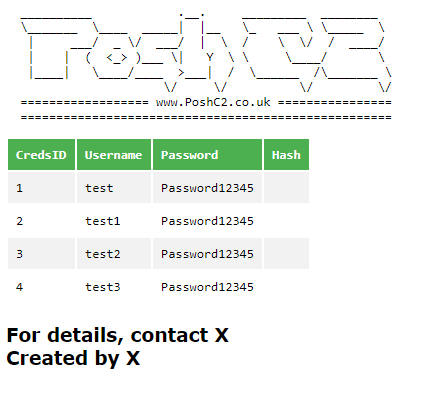 ================= www.PoshC2.co.uk ================
CredsID Username Password Hash
1 test Password12345
2 test1 Password12345
3 test2 Password12345
4 test3 Password12345
For details, contact X
Created by X